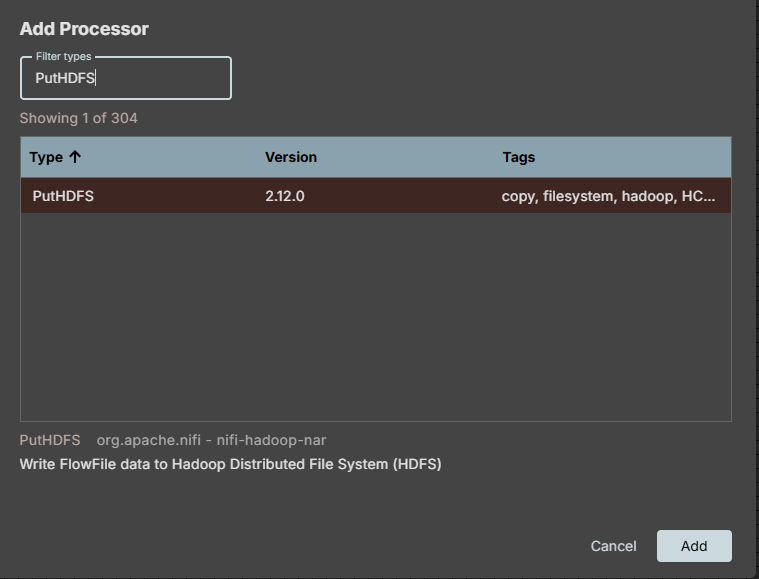 Add Processor
Filter types
PutHDFS
Showing 1 of 304
Type Version Tags
PutHDFS 2.12.0 copy, filesystem, hadoop, HC...
PutHDFS org.apache.nifi - nifi-hadoop-nar
Write FlowFile data to Hadoop Distributed File System (HDFS)
Cancel Add